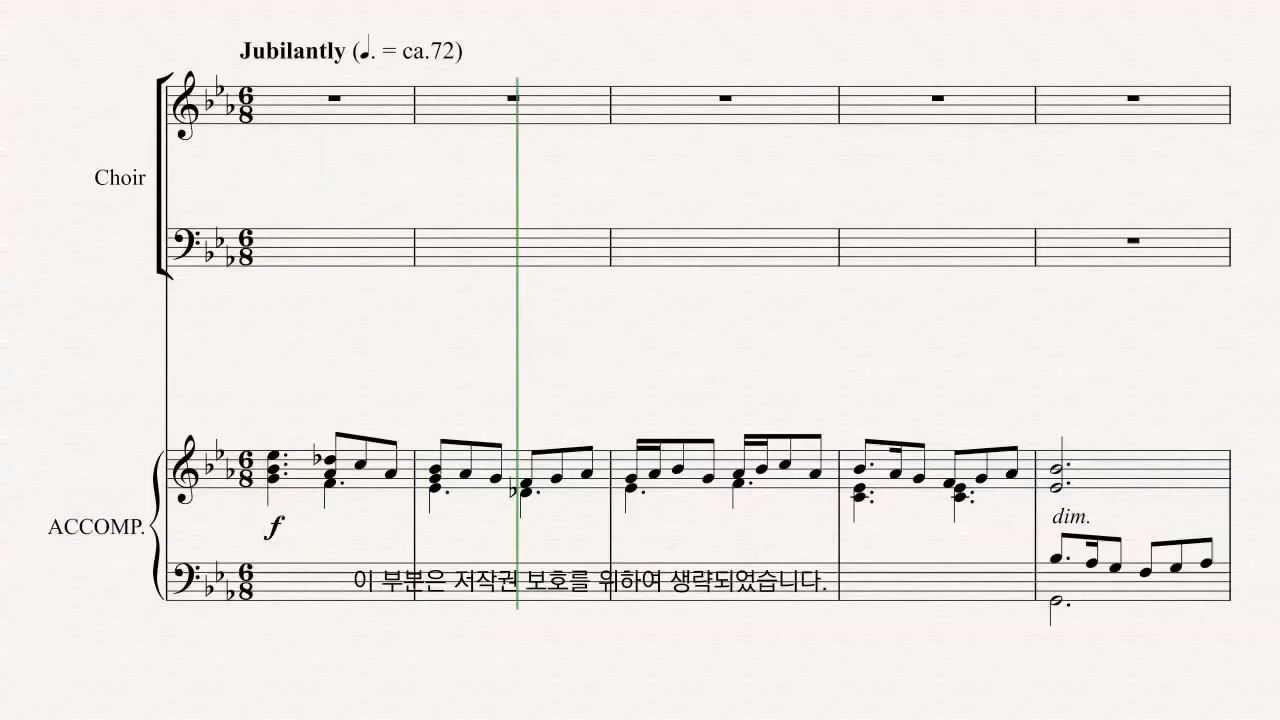 Jubilantly (♩. = ca.72)
Choir
ACCOMP.
f
dim.
이 부분은 저작권 보호를 위하여 생략되었습니다.